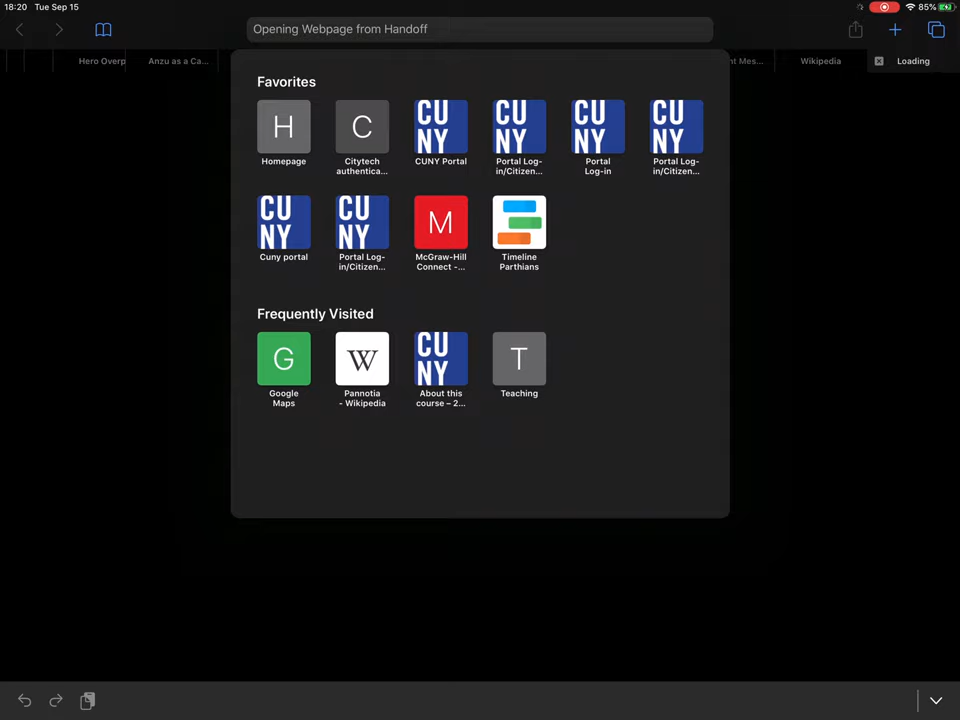 18:20 Tue Sep 15
85%
Opening Webpage from Handoff
Hero Overp
Anzu as a Ca...
nt Mes...
Wikipedia
Loading
Favorites
H
C
CU
NY
CU
NY
CU
NY
CU
NY
Homepage
Citytech
authentica...
CUNY Portal
Portal Log-
in/Citizen...
Portal
Log-in
Portal Log-
in/Citizen...
CU
NY
CU
NY
M
Cuny portal
Portal Log-
in/Citizen...
McGraw-Hill
Connect -...
Timeline
Parthians
Frequently Visited
G
W
CU
NY
T
Google
Maps
Pannotia
- Wikipedia
About this
course – 2...
Teaching